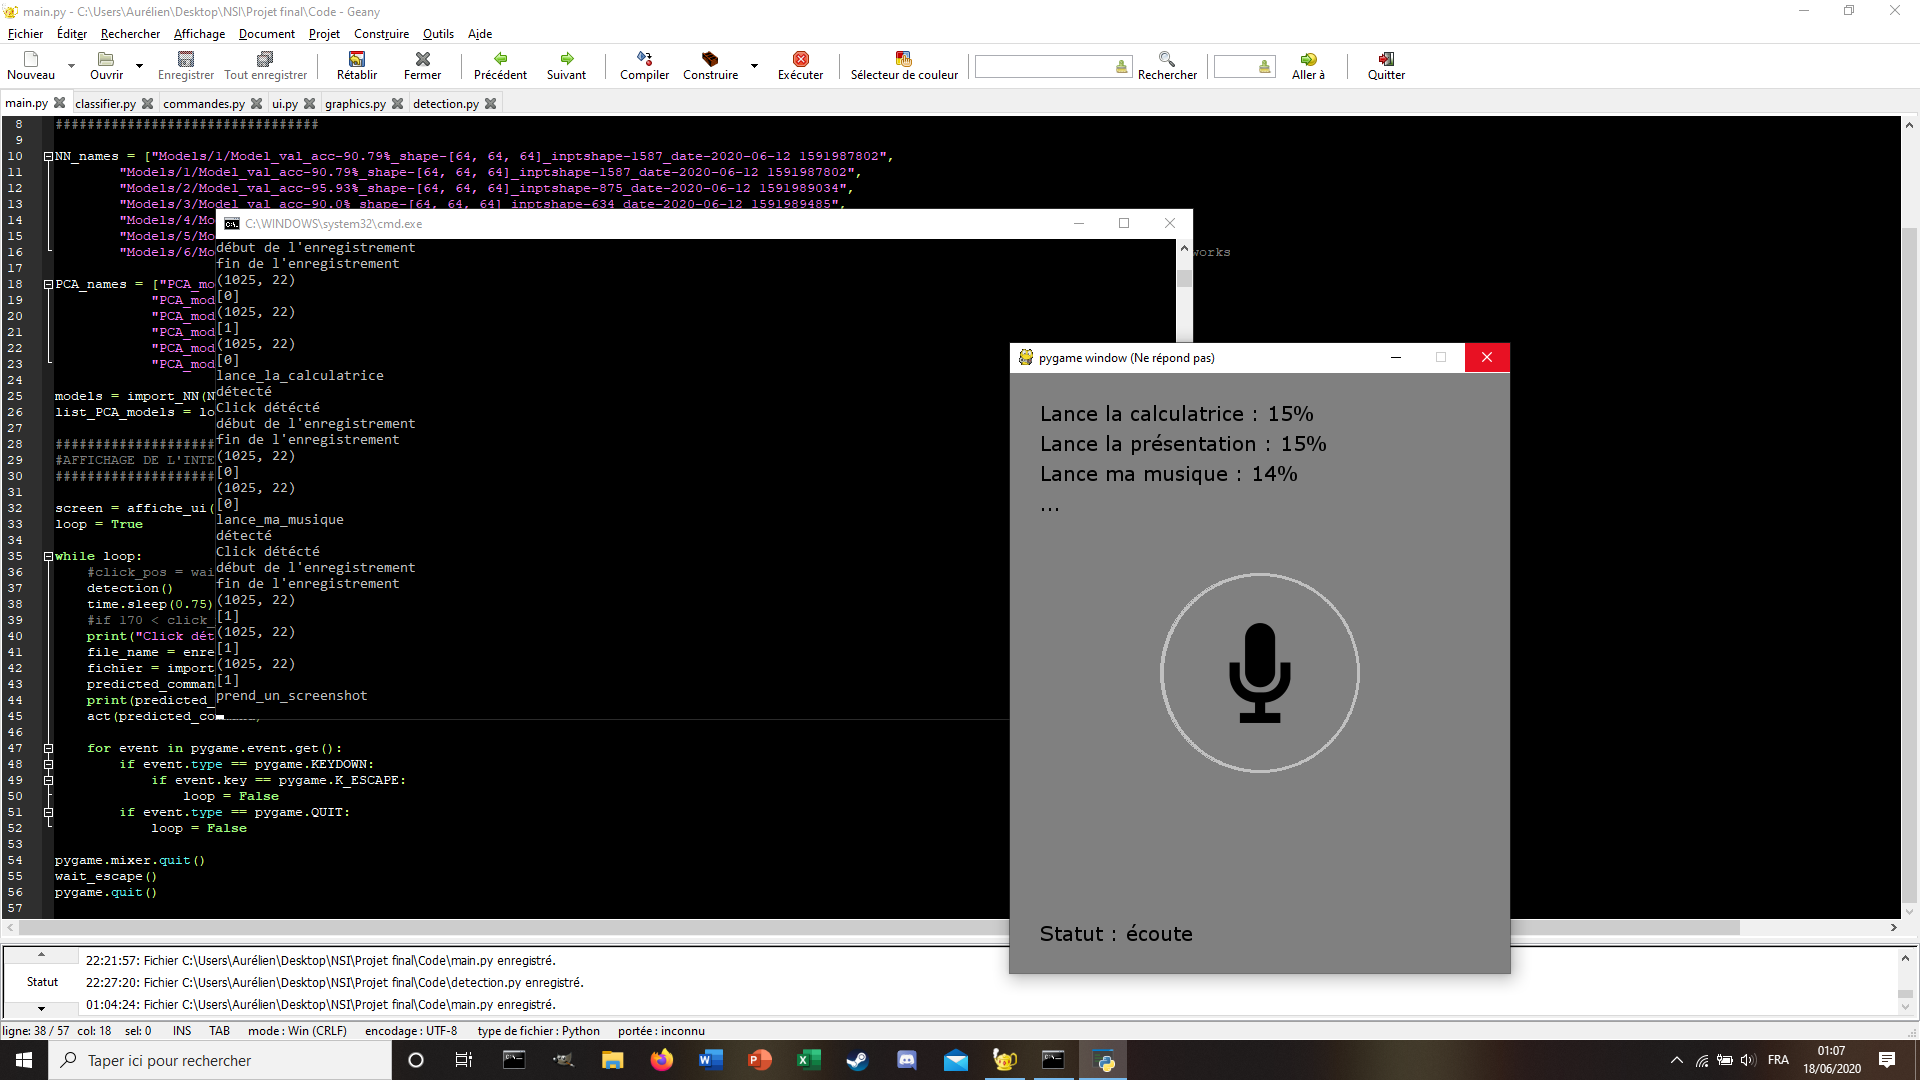 main.py - C:\Users\Aurélien\Desktop\NSI\Projet final\Code - Geany
Fichier Éditer Rechercher Affichage Document Projet Construire Outils Aide
Nouveau Ouvrir Enregistrer Tout enregistrer Rétablir Fermer Précédent Suivant Compiler Construire Exécuter Sélecteur de couleur Rechercher Aller à Quitter
main.py classifier.py commandes.py ui.py graphics.py detection.py
8 #################################
9
10 NN_names = ["Models/1/Model_val_acc-90.79%_shape-[64, 64, 64]_inptshape-1587_date-2020-06-12 1591987802",
11 "Models/1/Model_val_acc-90.79%_shape-[64, 64, 64]_inptshape-1587_date-2020-06-12 1591987802",
12 "Models/2/Model_val_acc-95.93%_shape-[64, 64, 64]_inptshape-875_date-2020-06-12 1591989034",
13 "Models/3/Model_val_acc-90.0%_shape-[64, 64, 64]_inptshape-634_date-2020-06-12 1591989485",
14 "Models/4/Mo
15 "Models/5/Mo
16 "Models/6/Mo works
17
18 PCA_names = ["PCA_mo
19 "PCA_mod
20 "PCA_mod
21 "PCA_mod
22 "PCA_mod
23 "PCA_mod
24
25 models = import_NN(N
26 list_PCA_models = lo
27
28 ####################
29 #AFFICHAGE DE L'INTE
30 ####################
31
32 screen = affiche_ui(
33 loop = True
34
35 while loop:
36 #click_pos = wai
37 detection()
38 time.sleep(0.75)
39 #if 170 < click_
40 print("Click dét
41 file_name = enre
42 fichier = import
43 predicted_comman
44 print(predicted_
45 act(predicted_co
46
47 for event in pygame.event.get():
48 if event.type == pygame.KEYDOWN:
49 if event.key == pygame.K_ESCAPE:
50 loop = False
51 if event.type == pygame.QUIT:
52 loop = False
53
54 pygame.mixer.quit()
55 wait_escape()
56 pygame.quit()
57
C:\WINDOWS\system32\cmd.exe
début de l'enregistrement
fin de l'enregistrement
(1025, 22)
[0]
(1025, 22)
[1]
(1025, 22)
[0]
lance_la_calculatrice
détecté
Click détécté
début de l'enregistrement
fin de l'enregistrement
(1025, 22)
[0]
(1025, 22)
[0]
lance_ma_musique
détecté
Click détécté
début de l'enregistrement
fin de l'enregistrement
(1025, 22)
[1]
(1025, 22)
[1]
(1025, 22)
[1]
prend_un_screenshot
pygame window (Ne répond pas)
Lance la calculatrice : 15%
Lance la présentation : 15%
Lance ma musique : 14%
...
Statut : écoute
Statut
22:21:57: Fichier C:\Users\Aurélien\Desktop\NSI\Projet final\Code\main.py enregistré.
22:27:20: Fichier C:\Users\Aurélien\Desktop\NSI\Projet final\Code\detection.py enregistré.
01:04:24: Fichier C:\Users\Aurélien\Desktop\NSI\Projet final\Code\main.py enregistré.
ligne: 38 / 57 col: 18 sel: 0 INS TAB mode : Win (CRLF) encodage : UTF-8 type de fichier : Python portée : inconnu
Taper ici pour rechercher
FRA
01:07
18/06/2020